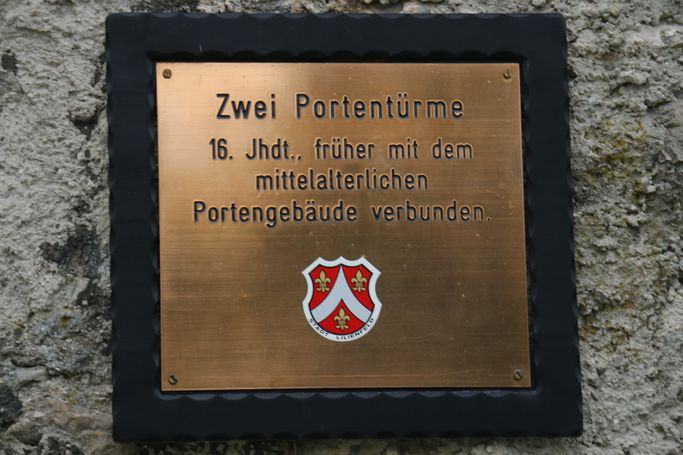 Zwei Portentürme
16. Jhdt., früher mit dem
mittelalterlichen
Portengebäude verbunden.
STADT LILIENFELD